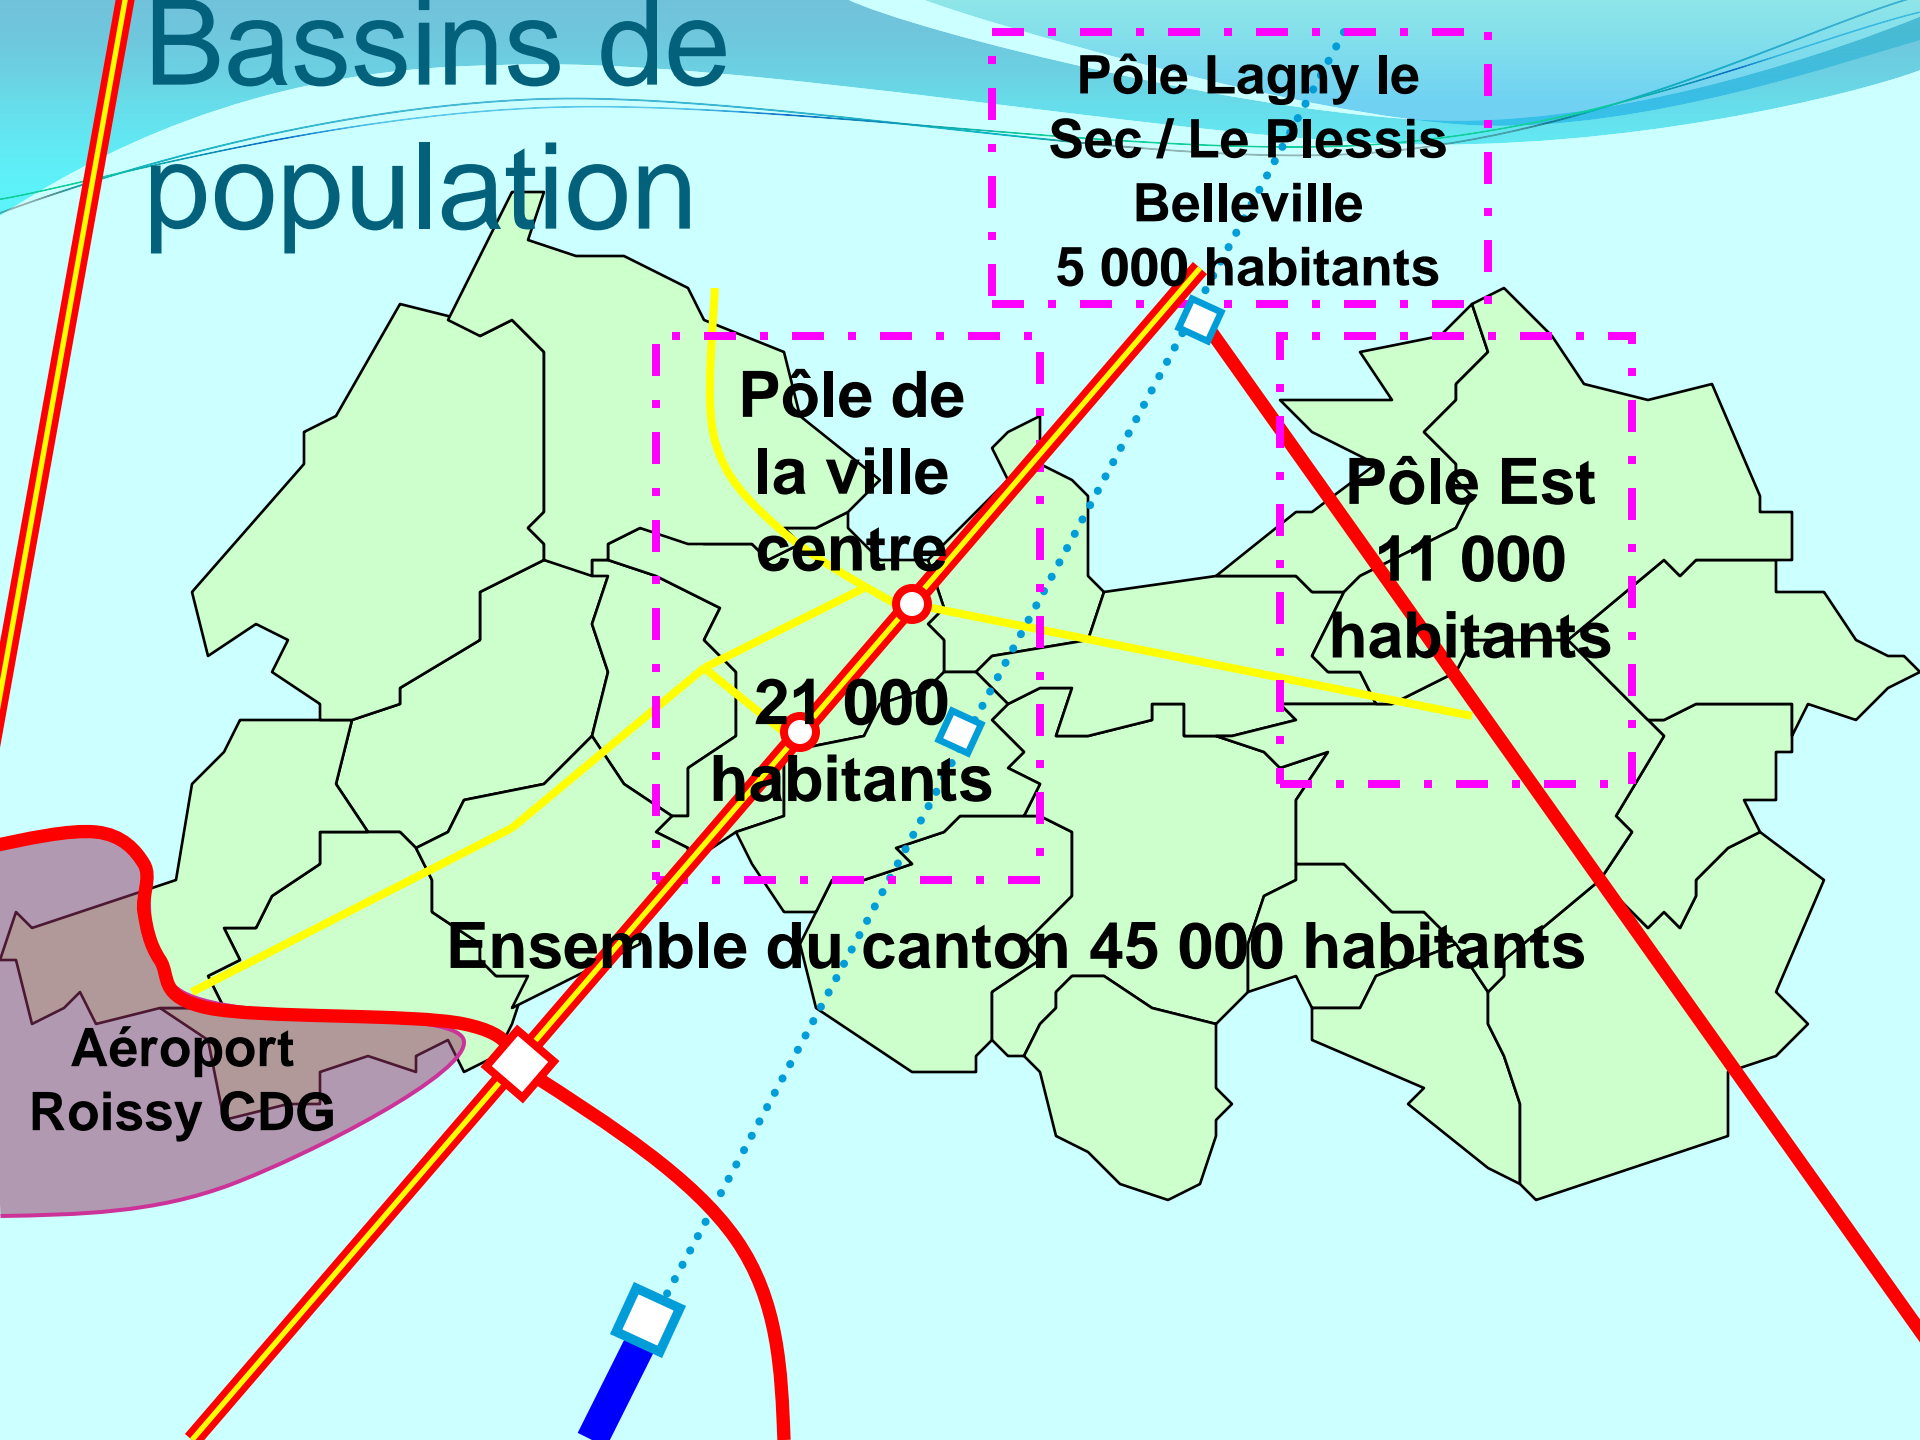 Bassins de
population
Pôle Lagny le
Sec / Le Plessis
Belleville
5 000 habitants
Pôle de
la ville
centre
21 000
habitants
Pôle Est
11 000
habitants
Ensemble du canton 45 000 habitants
Aéroport
Roissy CDG